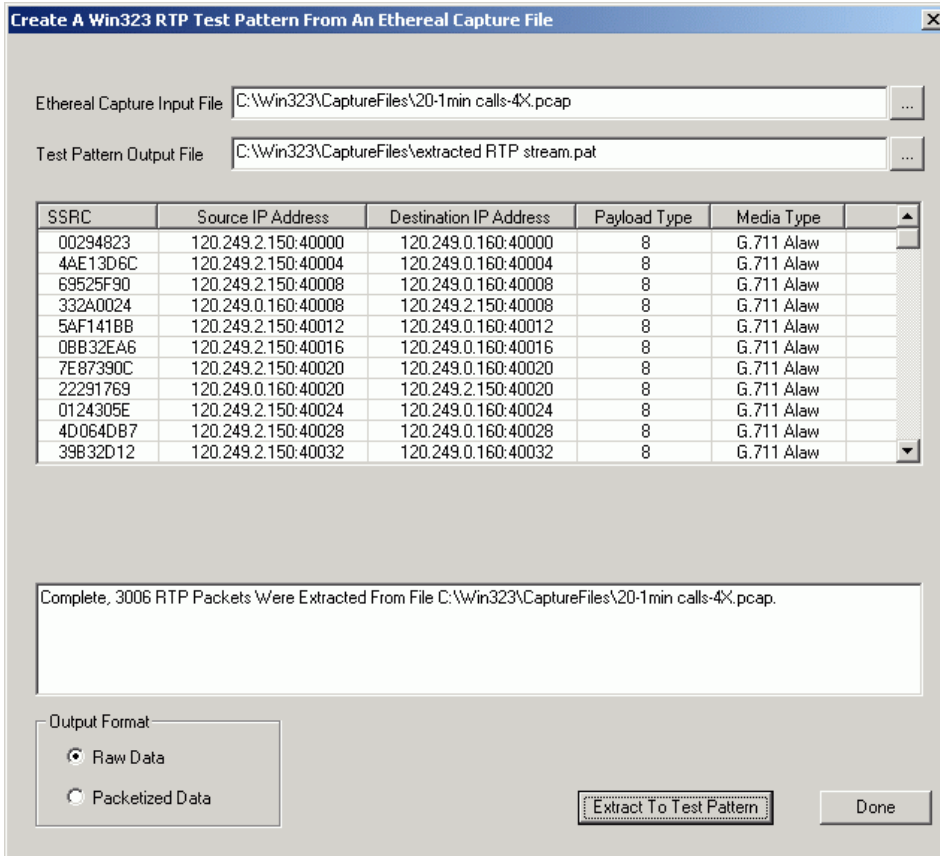 Create A Win323 RTP Test Pattern From An Ethereal Capture File
Ethereal Capture Input File C:\Win323\CaptureFiles\20-1min calls-4X.pcap ...
Test Pattern Output File C:\Win323\CaptureFiles\extracted RTP stream.pat ...
SSRC Source IP Address Destination IP Address Payload Type Media Type
00294823 120.249.2.150:40000 120.249.0.160:40000 8 G.711 Alaw
4AE13D6C 120.249.2.150:40004 120.249.0.160:40004 8 G.711 Alaw
69525F90 120.249.2.150:40008 120.249.0.160:40008 8 G.711 Alaw
332A0024 120.249.0.160:40008 120.249.2.150:40008 8 G.711 Alaw
5AF141BB 120.249.2.150:40012 120.249.0.160:40012 8 G.711 Alaw
0BB32EA6 120.249.2.150:40016 120.249.0.160:40016 8 G.711 Alaw
7E87390C 120.249.2.150:40020 120.249.0.160:40020 8 G.711 Alaw
22291769 120.249.0.160:40020 120.249.2.150:40020 8 G.711 Alaw
0124305E 120.249.2.150:40024 120.249.0.160:40024 8 G.711 Alaw
4D064DB7 120.249.2.150:40028 120.249.0.160:40028 8 G.711 Alaw
39B32D12 120.249.2.150:40032 120.249.0.160:40032 8 G.711 Alaw
Complete, 3006 RTP Packets Were Extracted From File C:\Win323\CaptureFiles\20-1min calls-4X.pcap.
Output Format
Raw Data
Packetized Data
Extract To Test Pattern Done